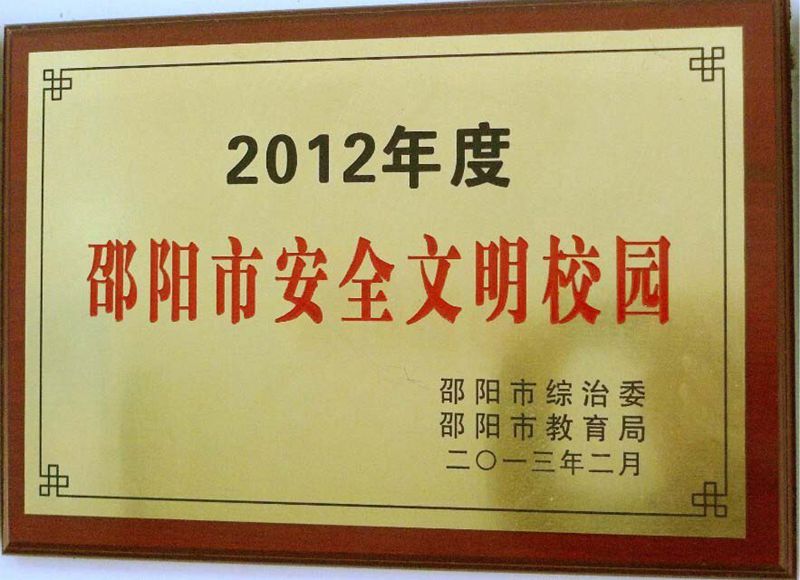 2012年度
邵阳市安全文明校园
邵阳市综治委
邵阳市教育局
二〇一三年二月